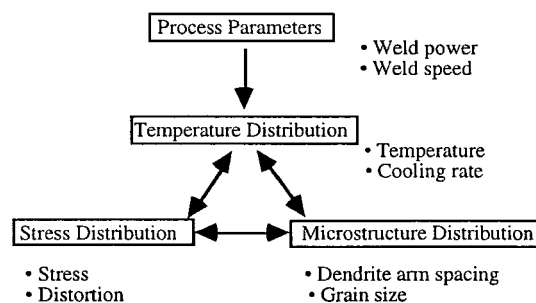 Process Parameters
• Weld power
• Weld speed
Temperature Distribution
• Temperature
• Cooling rate
Stress Distribution
Microstructure Distribution
• Stress
• Distortion
• Dendrite arm spacing
• Grain size